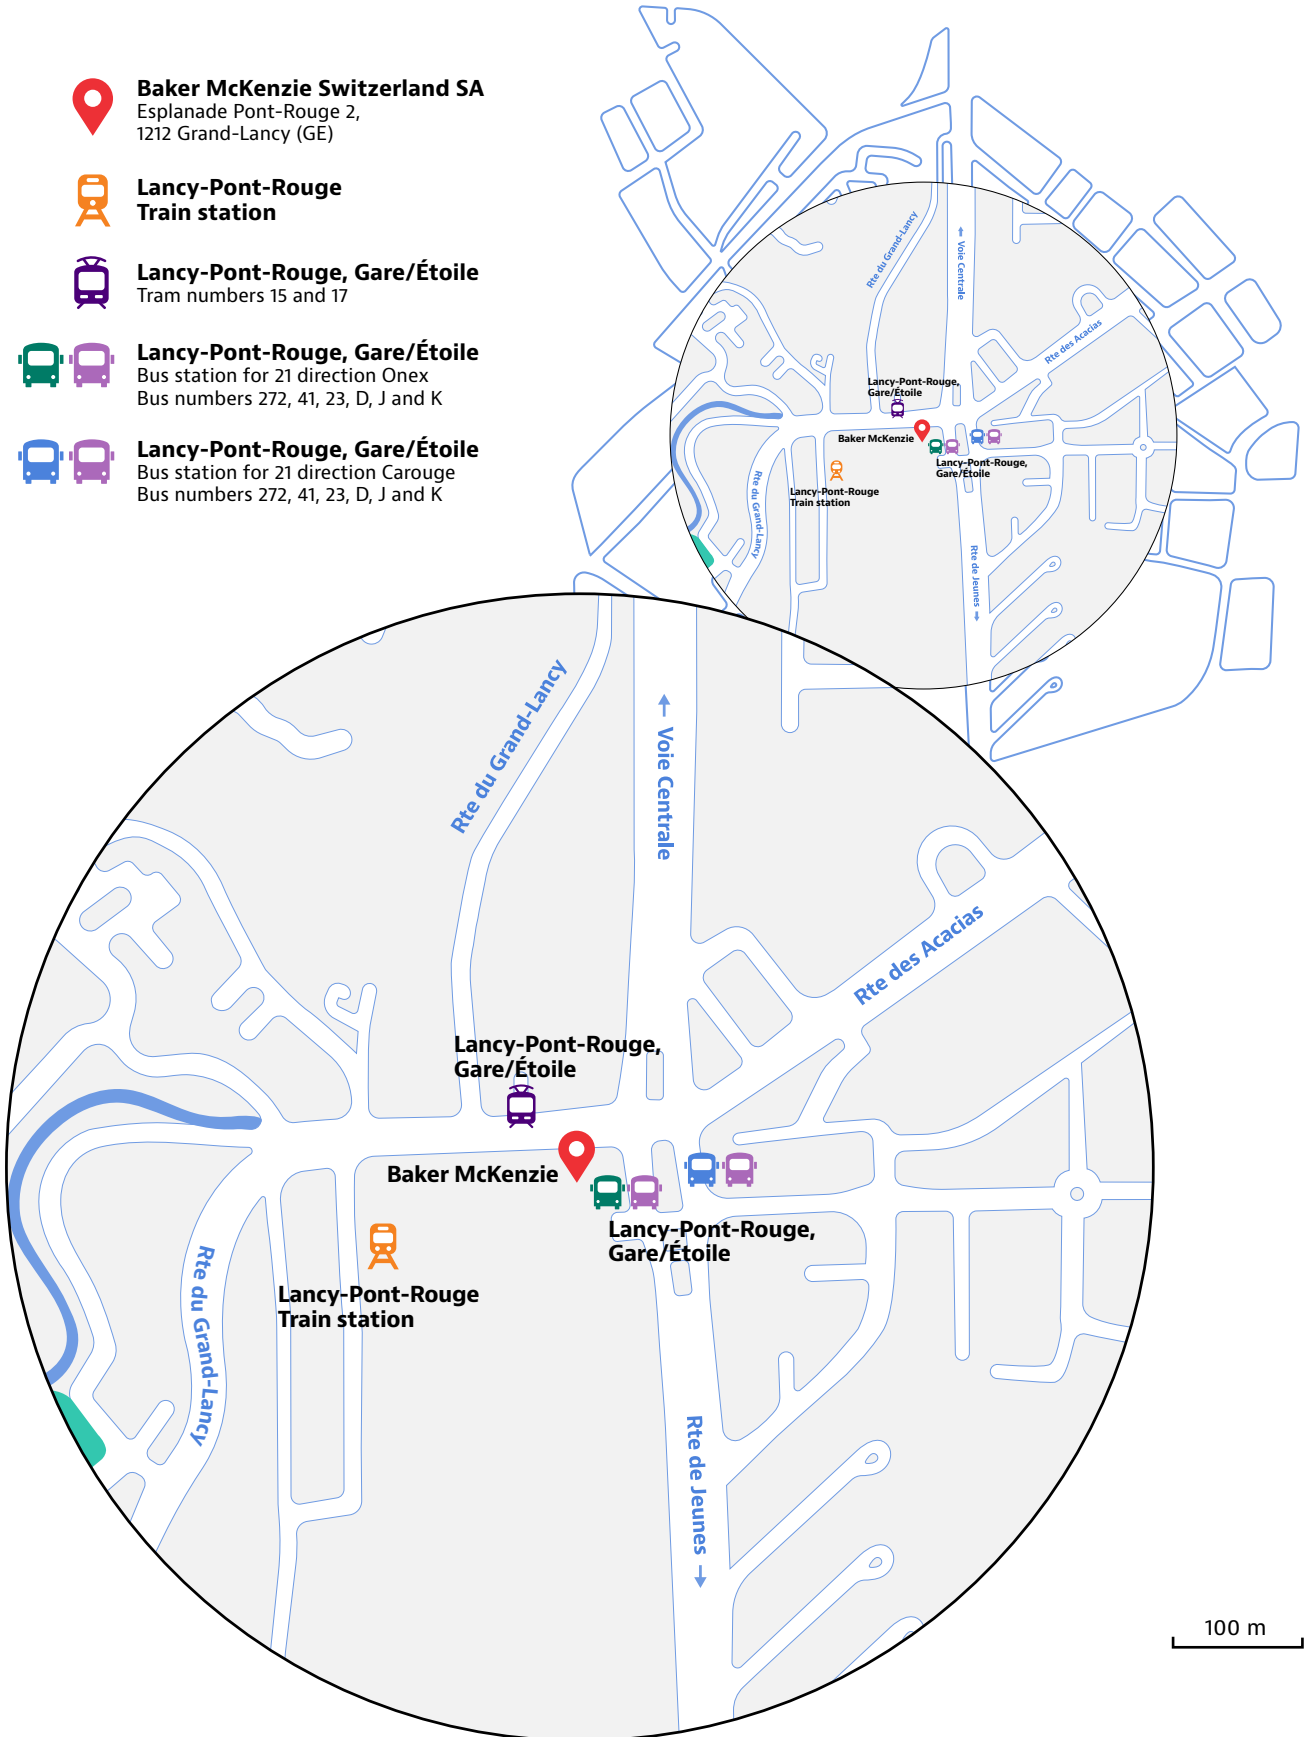 Baker McKenzie Switzerland SA
Esplanade Pont-Rouge 2,
1212 Grand-Lancy (GE)
Lancy-Pont-Rouge
Train station
Lancy-Pont-Rouge, Gare/Étoile
Tram numbers 15 and 17
Lancy-Pont-Rouge, Gare/Étoile
Bus station for 21 direction Onex
Bus numbers 272, 41, 23, D, J and K
Lancy-Pont-Rouge, Gare/Étoile
Bus station for 21 direction Carouge
Bus numbers 272, 41, 23, D, J and K
Rte du Grand-Lancy
Voie Centrale
Rte des Acacias
Lancy-Pont-Rouge,
Gare/Étoile
Baker McKenzie
Lancy-Pont-Rouge,
Gare/Étoile
Lancy-Pont-Rouge
Train station
Rte du Grand-Lancy
Rte de Jeunes
Rte du Grand-Lancy
Voie Centrale
Rte des Acacias
Lancy-Pont-Rouge,
Gare/Étoile
Baker McKenzie
Lancy-Pont-Rouge,
Gare/Étoile
Lancy-Pont-Rouge
Train station
Rte du Grand-Lancy
Rte de Jeunes
100 m